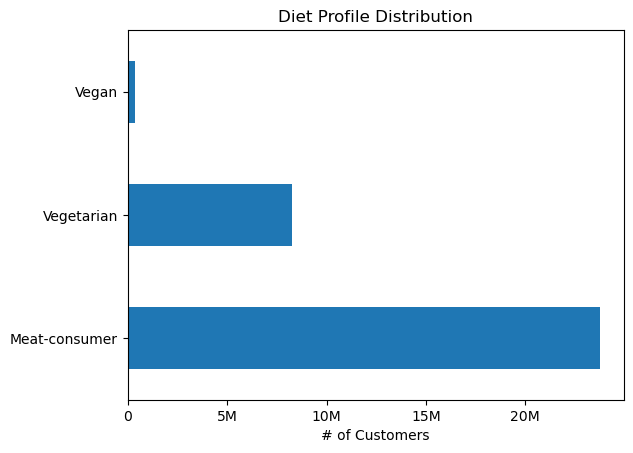 Diet Profile Distribution
Vegan
Vegetarian
Meat-consumer
0 5M 10M 15M 20M
# of Customers